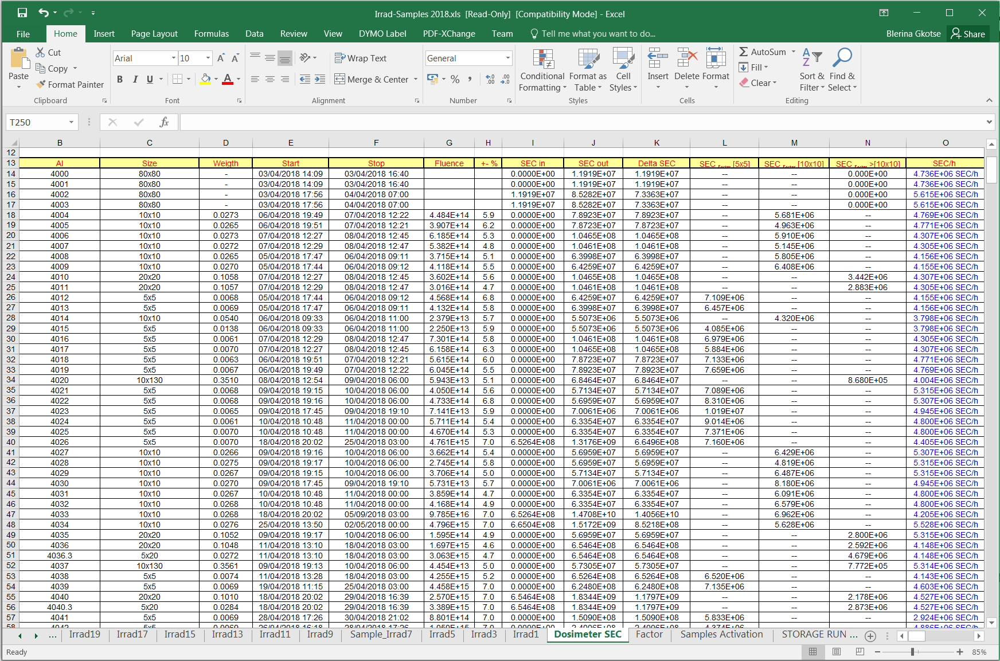 Irrad-Samples 2018.xls  [Read-Only]  [Compatibility Mode] - Excel
File Home Insert Page Layout Formulas Data Review View DYMO Label PDF-XChange Team Tell me what you want to do... Blerina Gkotse Share
Paste Cut Copy Format Painter Clipboard
Arial 10 A A B I U A Font
Wrap Text Merge & Center Alignment
General % , .00 Number
Conditional Formatting Format as Table Cell Styles Styles
Insert Delete Format Cells
AutoSum Fill Clear Sort & Filter Find & Select Editing
T250 fx
B C D E F G H I J K L M N O
12
13 Al Size Weigth Start Stop Fluence +- % SEC in SEC out Delta SEC SEC Factor [5x5] SEC Factor [10x10] SEC Factor >[10x10] SEC/h
14 4000 80x80 - 03/04/2018 14:09 03/04/2018 16:40 0.0000E+00 1.1919E+07 1.1919E+07 -- -- 0.000E+00 4.736E+06 SEC/h
15 4001 80x80 - 03/04/2018 14:09 03/04/2018 16:40 0.0000E+00 1.1919E+07 1.1919E+07 -- -- 0.000E+00 4.736E+06 SEC/h
16 4002 80x80 - 03/04/2018 17:56 04/04/2018 07:00 1.1919E+07 8.5282E+07 7.3363E+07 -- -- 0.000E+00 5.615E+06 SEC/h
17 4003 80x80 - 03/04/2018 17:56 04/04/2018 07:00 1.1919E+07 8.5282E+07 7.3363E+07 -- -- 0.000E+00 5.615E+06 SEC/h
18 4004 10x10 0.0273 06/04/2018 19:49 07/04/2018 12:22 4.484E+14 5.9 0.0000E+00 7.8923E+07 7.8923E+07 -- 5.681E+06 -- 4.769E+06 SEC/h
19 4005 10x10 0.0265 06/04/2018 19:51 07/04/2018 12:21 3.907E+14 6.2 0.0000E+00 7.8723E+07 7.8723E+07 -- 4.963E+06 -- 4.771E+06 SEC/h
20 4006 10x10 0.0273 07/04/2018 12:27 08/04/2018 12:45 6.185E+14 5.3 0.0000E+00 1.0465E+08 1.0465E+08 -- 5.910E+06 -- 4.307E+06 SEC/h
21 4007 10x10 0.0272 07/04/2018 12:29 08/04/2018 12:47 5.382E+14 4.8 0.0000E+00 1.0461E+08 1.0461E+08 -- 5.145E+06 -- 4.305E+06 SEC/h
22 4008 10x10 0.0265 05/04/2018 17:47 06/04/2018 09:11 3.715E+14 5.1 0.0000E+00 6.3998E+07 6.3998E+07 -- 5.805E+06 -- 4.156E+06 SEC/h
23 4009 10x10 0.0270 05/04/2018 17:44 06/04/2018 09:12 4.118E+14 5.5 0.0000E+00 6.4259E+07 6.4259E+07 -- 6.408E+06 -- 4.155E+06 SEC/h
24 4010 20x20 0.1058 07/04/2018 12:27 08/04/2018 12:45 3.602E+14 5.6 0.0000E+00 1.0465E+08 1.0465E+08 -- -- 3.442E+06 4.307E+06 SEC/h
25 4011 20x20 0.1057 07/04/2018 12:29 08/04/2018 12:47 3.016E+14 4.7 0.0000E+00 1.0461E+08 1.0461E+08 -- -- 2.883E+06 4.305E+06 SEC/h
26 4012 5x5 0.0068 05/04/2018 17:44 06/04/2018 09:12 4.568E+14 6.8 0.0000E+00 6.4259E+07 6.4259E+07 7.109E+06 -- -- 4.155E+06 SEC/h
27 4013 5x5 0.0069 05/04/2018 17:47 06/04/2018 09:11 4.132E+14 5.8 0.0000E+00 6.3998E+07 6.3998E+07 6.457E+06 -- -- 4.156E+06 SEC/h
28 4014 10x10 0.0540 06/04/2018 09:33 06/04/2018 11:00 2.379E+13 5.7 0.0000E+00 5.5073E+06 5.5073E+06 -- 4.320E+06 -- 3.798E+06 SEC/h
29 4015 5x5 0.0138 06/04/2018 09:33 06/04/2018 11:00 2.250E+13 5.9 0.0000E+00 5.5073E+06 5.5073E+06 4.085E+06 -- -- 3.798E+06 SEC/h
30 4016 5x5 0.0061 07/04/2018 12:29 08/04/2018 12:47 7.301E+14 5.8 0.0000E+00 1.0461E+08 1.0461E+08 6.979E+06 -- -- 4.305E+06 SEC/h
31 4017 5x5 0.0070 07/04/2018 12:27 08/04/2018 12:45 6.158E+14 6.3 0.0000E+00 1.0465E+08 1.0465E+08 5.884E+06 -- -- 4.307E+06 SEC/h
32 4018 5x5 0.0063 06/04/2018 19:51 07/04/2018 12:21 5.615E+14 6.0 0.0000E+00 7.8723E+07 7.8723E+07 7.133E+06 -- -- 4.771E+06 SEC/h
33 4019 5x5 0.0067 06/04/2018 19:49 07/04/2018 12:22 6.045E+14 5.5 0.0000E+00 7.8923E+07 7.8923E+07 7.659E+06 -- -- 4.769E+06 SEC/h
34 4020 10x130 0.3510 08/04/2018 12:54 09/04/2018 06:00 5.943E+13 5.1 0.0000E+00 6.8464E+07 6.8464E+07 -- -- 8.680E+05 4.004E+06 SEC/h
35 4021 5x5 0.0068 09/04/2018 19:15 10/04/2018 06:00 4.050E+14 5.6 0.0000E+00 5.7134E+07 5.7134E+07 7.089E+06 -- -- 5.315E+06 SEC/h
36 4022 5x5 0.0068 09/04/2018 19:16 10/04/2018 06:00 4.733E+14 6.8 0.0000E+00 5.6959E+07 5.6959E+07 8.310E+06 -- -- 5.307E+06 SEC/h
37 4023 5x5 0.0065 09/04/2018 17:45 09/04/2018 19:10 7.141E+13 5.9 0.0000E+00 7.0061E+06 7.0061E+06 1.019E+07 -- -- 4.945E+06 SEC/h
38 4024 5x5 0.0061 10/04/2018 10:48 11/04/2018 00:00 5.711E+14 5.4 0.0000E+00 6.3354E+07 6.3354E+07 9.014E+06 -- -- 4.800E+06 SEC/h
39 4025 5x5 0.0070 10/04/2018 10:48 11/04/2018 00:00 4.670E+14 5.3 0.0000E+00 6.3354E+07 6.3354E+07 7.371E+06 -- -- 4.800E+06 SEC/h
40 4026 5x5 0.0070 18/04/2018 20:02 25/04/2018 03:00 4.761E+15 7.0 6.5264E+08 1.3176E+09 6.6496E+08 7.160E+06 -- -- 4.405E+06 SEC/h
41 4027 10x10 0.0266 09/04/2018 19:16 10/04/2018 06:00 3.662E+14 5.4 0.0000E+00 5.6959E+07 5.6959E+07 -- 6.429E+06 -- 5.307E+06 SEC/h
42 4028 10x10 0.0275 09/04/2018 19:17 10/04/2018 06:00 2.745E+14 5.8 0.0000E+00 5.6959E+07 5.6959E+07 -- 4.819E+06 -- 5.315E+06 SEC/h
43 4029 10x10 0.0267 09/04/2018 19:15 10/04/2018 06:00 3.706E+14 5.0 0.0000E+00 5.7134E+07 5.7134E+07 -- 6.487E+06 -- 5.315E+06 SEC/h
44 4030 10x10 0.0270 09/04/2018 17:45 09/04/2018 19:10 5.731E+13 5.7 0.0000E+00 7.0061E+06 7.0061E+06 -- 8.180E+06 -- 4.945E+06 SEC/h
45 4031 10x10 0.0267 10/04/2018 10:48 11/04/2018 00:00 3.859E+14 4.7 0.0000E+00 6.3354E+07 6.3354E+07 -- 6.091E+06 -- 4.800E+06 SEC/h
46 4032 10x10 0.0268 10/04/2018 10:48 11/04/2018 00:00 4.168E+14 4.9 0.0000E+00 6.3354E+07 6.3354E+07 -- 6.579E+06 -- 4.800E+06 SEC/h
47 4033 10x10 0.0268 18/04/2018 20:02 05/09/2018 03:00 9.785E+16 7.0 6.5264E+08 1.4708E+10 1.4056E+10 -- 6.962E+06 -- 4.205E+06 SEC/h
48 4034 10x10 0.0276 25/04/2018 13:50 02/05/2018 00:00 4.796E+15 7.0 6.6504E+08 1.5172E+09 8.5218E+08 -- 5.628E+06 -- 5.528E+06 SEC/h
49 4035 20x20 0.1052 09/04/2018 19:17 10/04/2018 06:00 1.595E+14 4.9 0.0000E+00 5.6959E+07 5.6959E+07 -- -- 2.800E+06 5.315E+06 SEC/h
50 4036 20x20 0.1048 11/04/2018 13:10 18/04/2018 03:00 1.697E+15 4.6 0.0000E+00 6.5464E+08 6.5464E+08 -- -- 2.592E+06 4.148E+06 SEC/h
51 4036.3 5x20 0.0272 11/04/2018 13:10 18/04/2018 03:00 3.063E+15 4.7 0.0000E+00 6.5464E+08 6.5464E+08 -- -- 4.679E+06 4.148E+06 SEC/h
52 4037 10x130 0.3561 09/04/2018 19:13 10/04/2018 06:00 4.454E+13 5.0 0.0000E+00 5.7305E+07 5.7305E+07 -- -- 7.772E+05 5.314E+06 SEC/h
53 4038 5x5 0.0074 11/04/2018 13:28 18/04/2018 03:00 4.255E+15 5.2 0.0000E+00 6.5264E+08 6.5264E+08 6.520E+06 -- -- 4.143E+06 SEC/h
54 4039 5x5 0.0069 19/04/2018 11:15 25/04/2018 03:00 4.458E+15 7.0 0.0000E+00 6.2480E+08 6.2480E+08 7.135E+06 -- -- 4.603E+06 SEC/h
55 4040 20x20 0.1010 18/04/2018 20:02 29/04/2018 16:39 2.570E+15 7.0 6.5464E+08 1.8344E+09 1.1797E+09 -- -- 2.178E+06 4.527E+06 SEC/h
56 4040.3 5x20 0.0284 18/04/2018 20:02 29/04/2018 16:39 3.389E+15 7.0 6.5464E+08 1.8344E+09 1.1797E+09 -- -- 2.873E+06 4.527E+06 SEC/h
57 4041 5x5 0.0069 28/04/2018 17:26 30/04/2018 21:02 8.801E+14 7.0 0.0000E+00 1.5090E+08 1.5090E+08 5.833E+06 -- -- 2.924E+06 SEC/h
... Irrad19 Irrad17 Irrad15 Irrad13 Irrad11 Irrad9 Sample_Irrad7 Irrad5 Irrad3 Irrad1 Dosimeter SEC Factor Samples Activation STORAGE RUN ...
Ready 85%